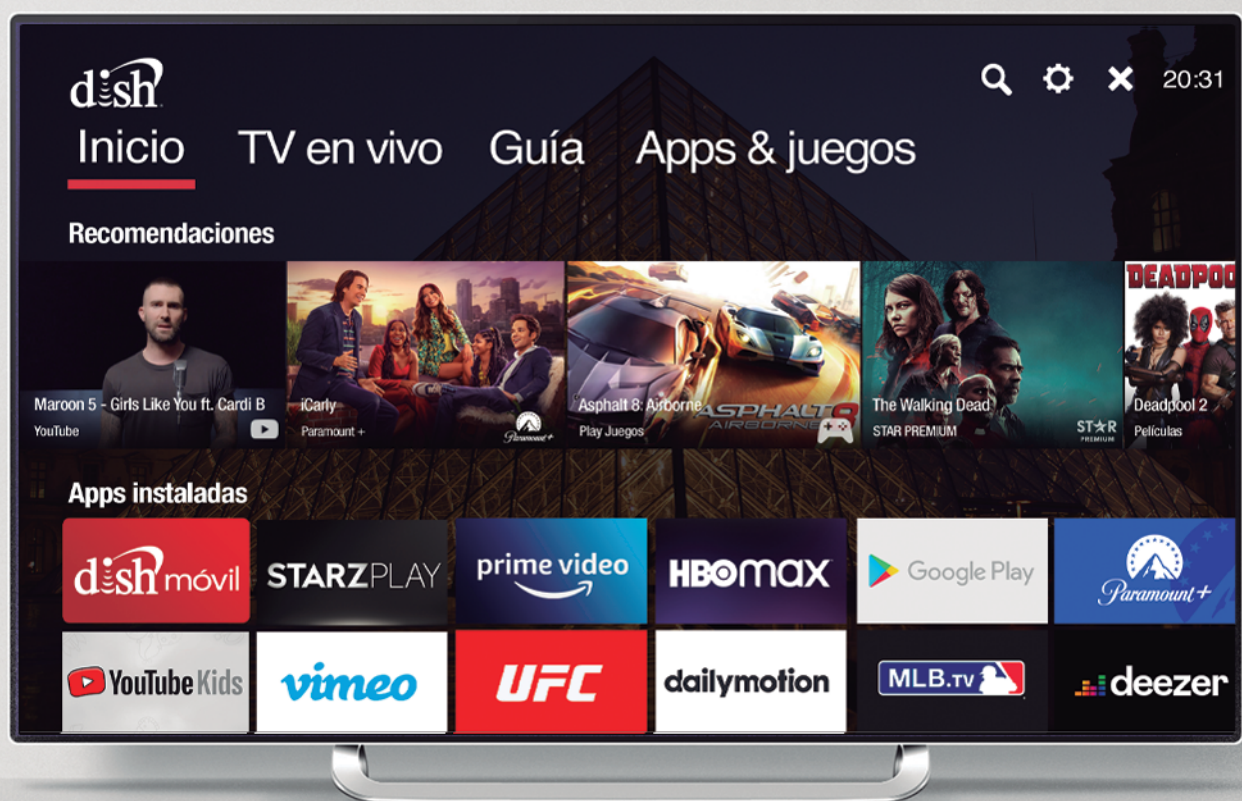 dish
20:31
Inicio TV en vivo Guía Apps & juegos
Recomendaciones
Maroon 5 - Girls Like You ft. Cardi B
YouTube
iCarly
Paramount +
Paramount+
Asphalt 8: Airborne
Play Juegos
ASPHALT 8
AIRBORNE
The Walking Dead
STAR PREMIUM
STAR
PREMIUM
DEADPOO
Deadpool 2
Películas
Apps instaladas
dish móvil
STARZPLAY
prime video
HBOmax
Google Play
Paramount+
YouTube Kids
vimeo
UFC
dailymotion
MLB.TV
deezer